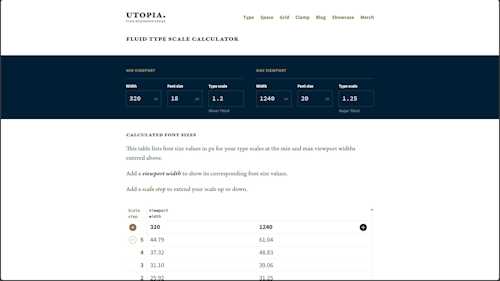 UTOPIA.
Type Space Grid Clamp Blog Showcase Merch
FLUID TYPE SCALE CALCULATOR
MIN VIEWPORT
MAX VIEWPORT
Width Font size Type scale
Width Font size Type scale
320 18 1.2
1240 20 1.25
Minor Third
Major Third
CALCULATED FONT SIZES
This table lists font size values in px for your type scales at the min and max viewport widths
entered above.
Add a viewport width to show its corresponding font size values.
Add a scale step to extend your scale up or down.
Scale step
Viewport width
320 1240
5 44.79 61.04
4 37.32 48.83
3 31.10 39.06
2 25.92 31.25